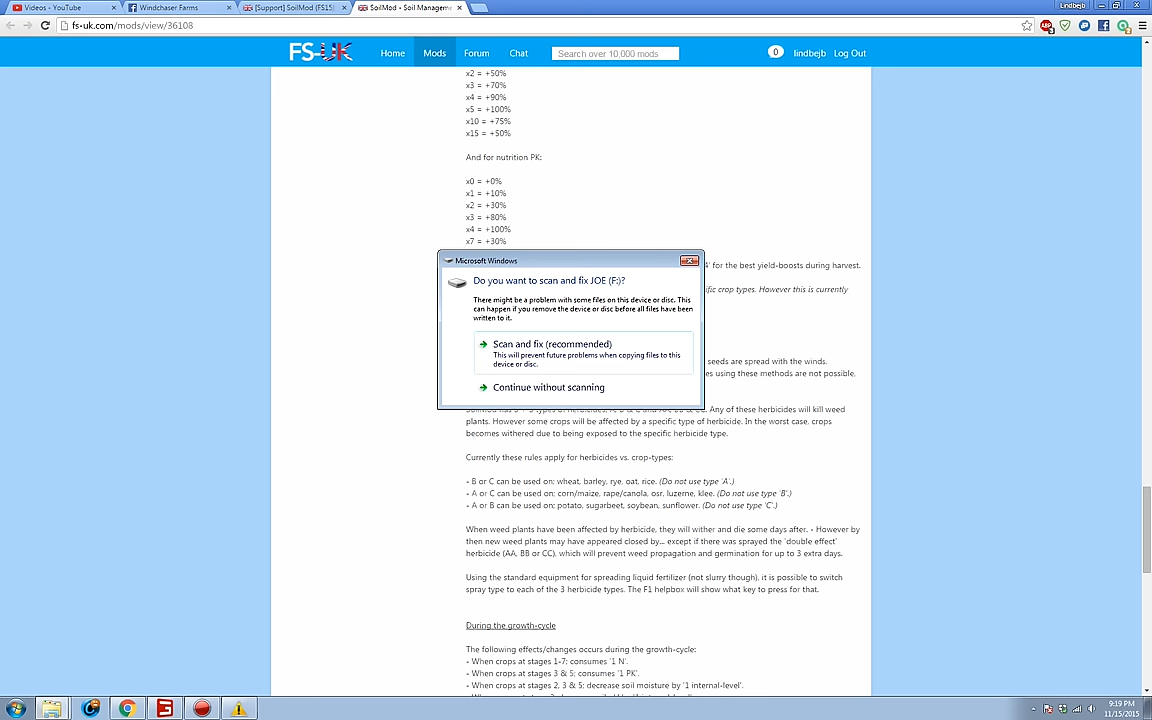 Videos - YouTube
Windchaser Farms
[Support] SoilMod (FS15)
SoilMod • Soil Managem
Lindbejb
fs-uk.com/mods/view/36108
FS-UK
Home
Mods
Forum
Chat
Search over 10,000 mods
0
lindbejb
Log Out
x2 = +50%
x3 = +70%
x4 = +90%
x5 = +100%
x10 = +75%
x15 = +50%
And for nutrition PK:
x0 = +0%
x1 = +10%
x2 = +30%
x3 = +80%
x4 = +100%
x7 = +30%
Microsoft Windows
Do you want to scan and fix JOE (F:)?
There might be a problem with some files on this device or disc. This
can happen if you remove the device or disc before all files have been
written to it.
Scan and fix (recommended)
This will prevent future problems when copying files to this
device or disc.
Continue without scanning
4' for the best yield-boosts during harvest.
ific crop types. However this is currently
seeds are spread with the winds.
es using these methods are not possible,
Any of these herbicides will kill weed
plants. However some crops will be affected by a specific type of herbicide. In the worst case, crops
becomes withered due to being exposed to the specific herbicide type.
Currently these rules apply for herbicides vs. crop-types:
- B or C can be used on; wheat, barley, rye, oat, rice. (Do not use type 'A'.)
- A or C can be used on; corn/maize, rape/canola, osr, luzerne, klee. (Do not use type 'B'.)
- A or B can be used on; potato, sugarbeet, soybean, sunflower. (Do not use type 'C'.)
When weed plants have been affected by herbicide, they will wither and die some days after. - However by
then new weed plants may have appeared closed by... except if there was sprayed the 'double effect'
herbicide (AA, BB or CC), which will prevent weed propagation and germination for up to 3 extra days.
Using the standard equipment for spreading liquid fertilizer (not slurry though), it is possible to switch
spray type to each of the 3 herbicide types. The F1 helpbox will show what key to press for that.
During the growth-cycle
The following effects/changes occurs during the growth-cycle:
- When crops at stages 1-7; consumes '1 N'.
- When crops at stages 3 & 5; consumes '1 PK'.
- When crops at stages 2, 3 & 5; decrease soil moisture by '1 internal-level'.
9:19 PM
11/15/2015